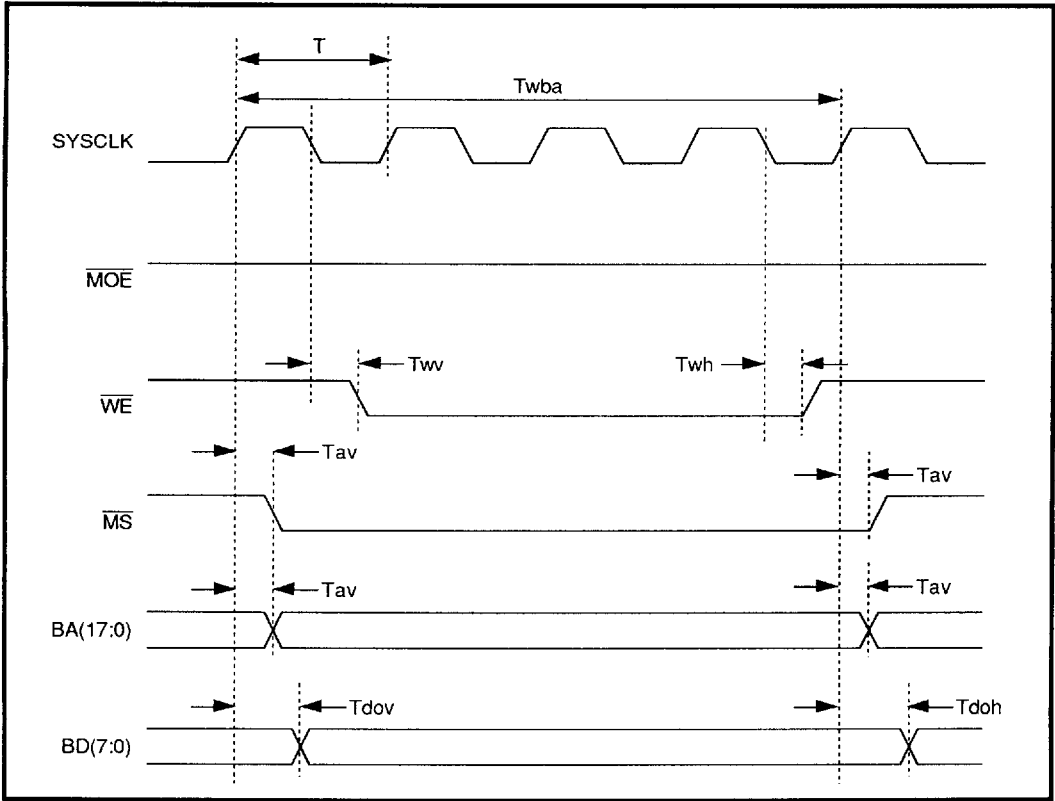 T
Twba
SYSCLK
MOE
Twv
Twh
WE
Tav
Tav
MS
Tav
Tav
BA(17:0)
Tdov
Tdoh
BD(7:0)